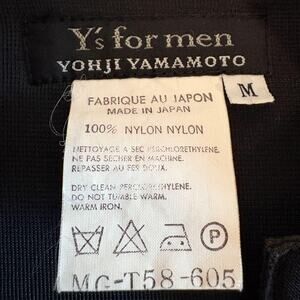 Y's for men
YOHJI YAMAMOTO
M
FABRIQUE AU JAPON
MADE IN JAPAN
100% NYLON NYLON
NETTOYAGE A SEC PERCHLORETHYLENE.
NE PAS SECHER EN MACHINE.
REPASSER AU FER DOUX.
DRY CLEAN PERCHLOREHYLENE.
DO NOT TUMBLE WARM.
WARM IRON.
P
MG-T58-605